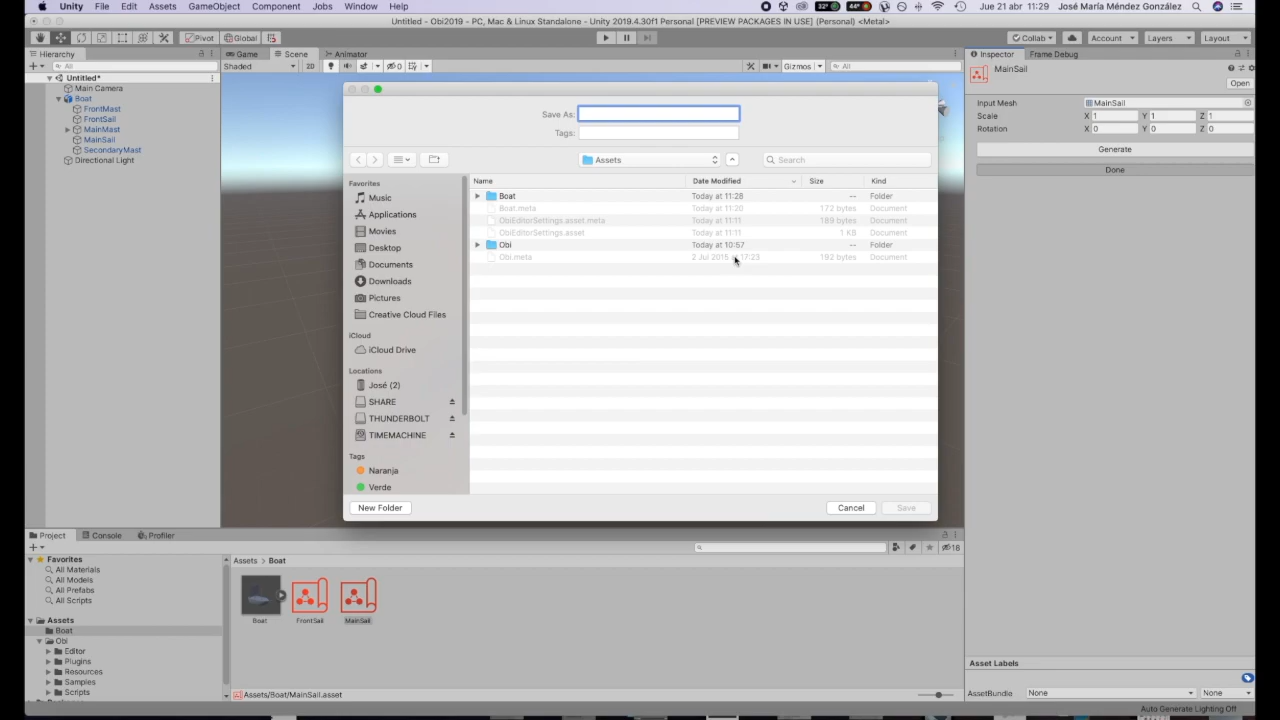 Unity File Edit Assets GameObject Component Jobs Window Help 32° 44° Jue 21 abr 11:29 José María Méndez González
Untitled - Obi2019 - PC, Mac & Linux Standalone - Unity 2019.4.30f1 Personal [PREVIEW PACKAGES IN USE] (Personal) <Metal>
Pivot Global Collab Account Layers Layout
Hierarchy Game Scene Animator Inspector Frame Debug
All Shaded 2D 0 Gizmos All
Untitled* MainSail
Open
Main Camera
Boat
FrontMast
FrontSail
MainMast
MainSail
SecondaryMast
Directional Light
Input Mesh MainSail
Scale X 1 Y 1 Z 1
Rotation X 0 Y 0 Z 0
Generate
Done
Save As:
Tags:
Assets Search
Favorites
Music
Applications
Movies
Desktop
Documents
Downloads
Pictures
Creative Cloud Files
iCloud
iCloud Drive
Locations
José (2)
SHARE
THUNDERBOLT
TIMEMACHINE
Tags
Naranja
Verde
Name Date Modified Size Kind
Boat Today at 11:28 -- Folder
Boat.meta Today at 11:20 172 bytes Document
ObiEditorSettings.asset.meta Today at 11:11 189 bytes Document
ObiEditorSettings.asset Today at 11:11 1 KB Document
Obi Today at 10:57 -- Folder
Obi.meta 2 Jul 2015 17:23 192 bytes Document
New Folder Cancel Save
Project Console Profiler
18
Favorites
All Materials
All Models
All Prefabs
All Scripts
Assets
Boat
Obi
Editor
Plugins
Resources
Samples
Scripts
Assets > Boat
Boat FrontSail MainSail
Assets/Boat/MainSail.asset
Asset Labels
AssetBundle None None
Auto Generate Lighting Off